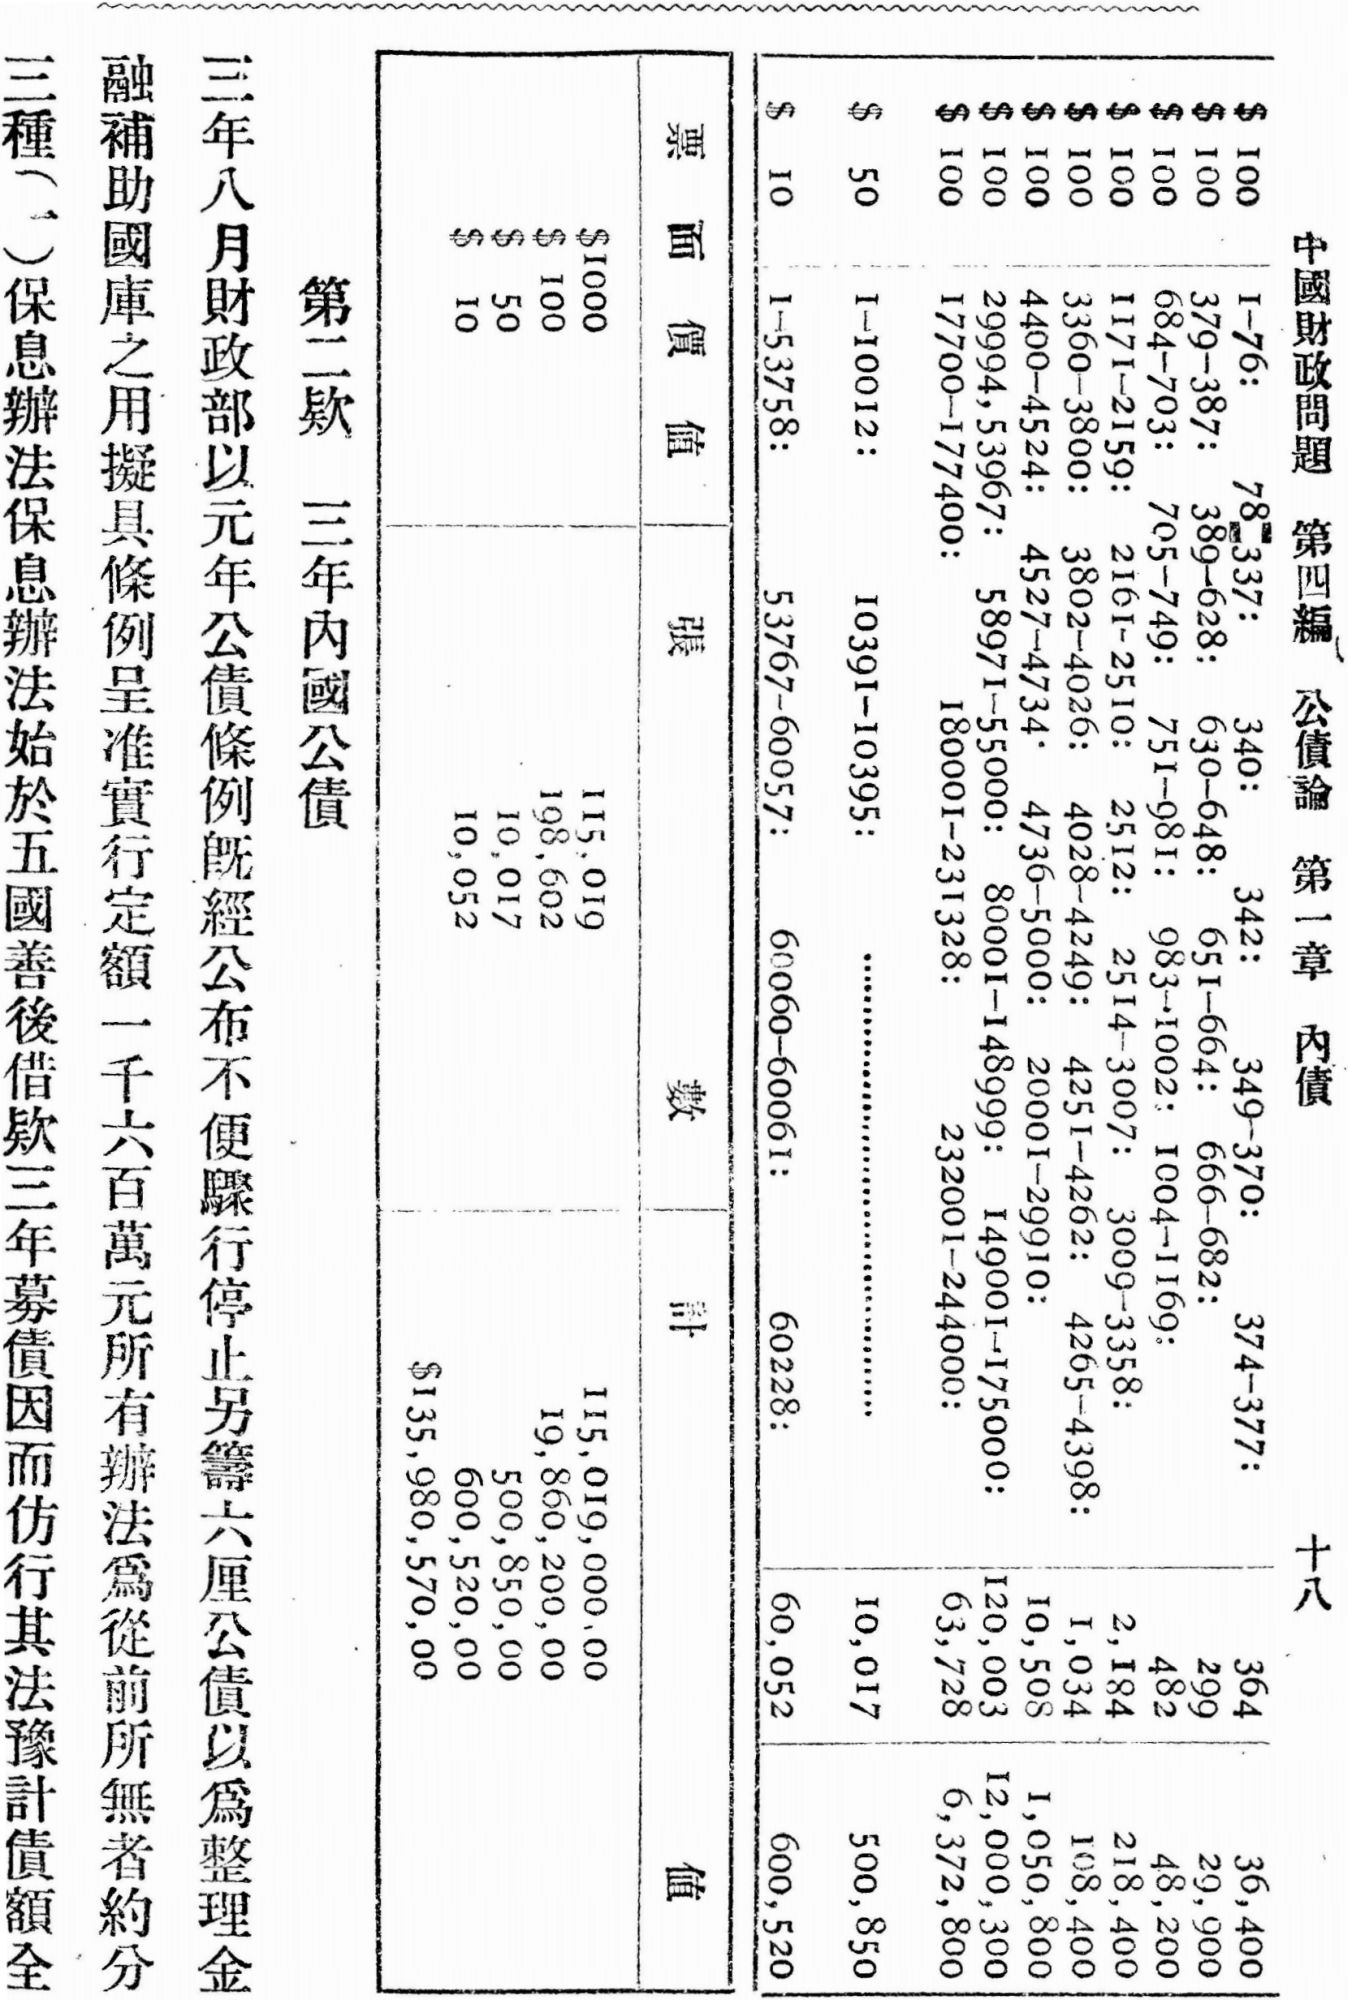 中國財政問題　第四編　公債論　第一章　內債　十八
$ 100　1—76:　78-337:　340:　342:　349-370:　374-377:　364　36,400
$ 100　379-387:　389-628:　630-648:　651-664:　666-682:　299　29,900
$ 100　684-703:　705-749:　751-981:　983-1002:　1004-1169:　482　48,200
$ 100　1171-2159:　2161-2510:　2512:　2514-3007:　3009-3358:　2,184　218,400
$ 100　3360-3800:　3802-4026:　4028-4249:　4251-4262:　4265-4398:　1,034　108,400
$ 100　4400-4524:　4527-4734·　4736-5000:　20001-29910:　10,508　1,050,800
$ 100　29994,53967:　58971-55000:　80001-148999:　149001-175000:　120,003　12,000,300
$ 100　17700-177400:　180001-231328:　232001-244000:　63,728　6,372,800
$ 50　1—10012:　10391-10395:　10,017　500,850
$ 10　1—53758:　53767-60057:　60060-60061:　60228:　60,052　600,520
票面價值　張數　計值
$1000　115,019　115,019,000.00
$ 100　198,602　19,860,200,00
$ 50　10,017　500,850,00
$ 10　10,052　600,520,00
$135,980,570,00
第二欵　三年內國公債
三年八月財政部以元年公債條例既經公布不便驟行停止另籌六厘公債以爲整理金
融補助國庫之用擬具條例呈准實行定額一千六百萬元所有辦法爲從前所無者約分
三種(一)保息辦法保息辦法始於五國善後借欵三年募債因而仿行其法豫計債額全